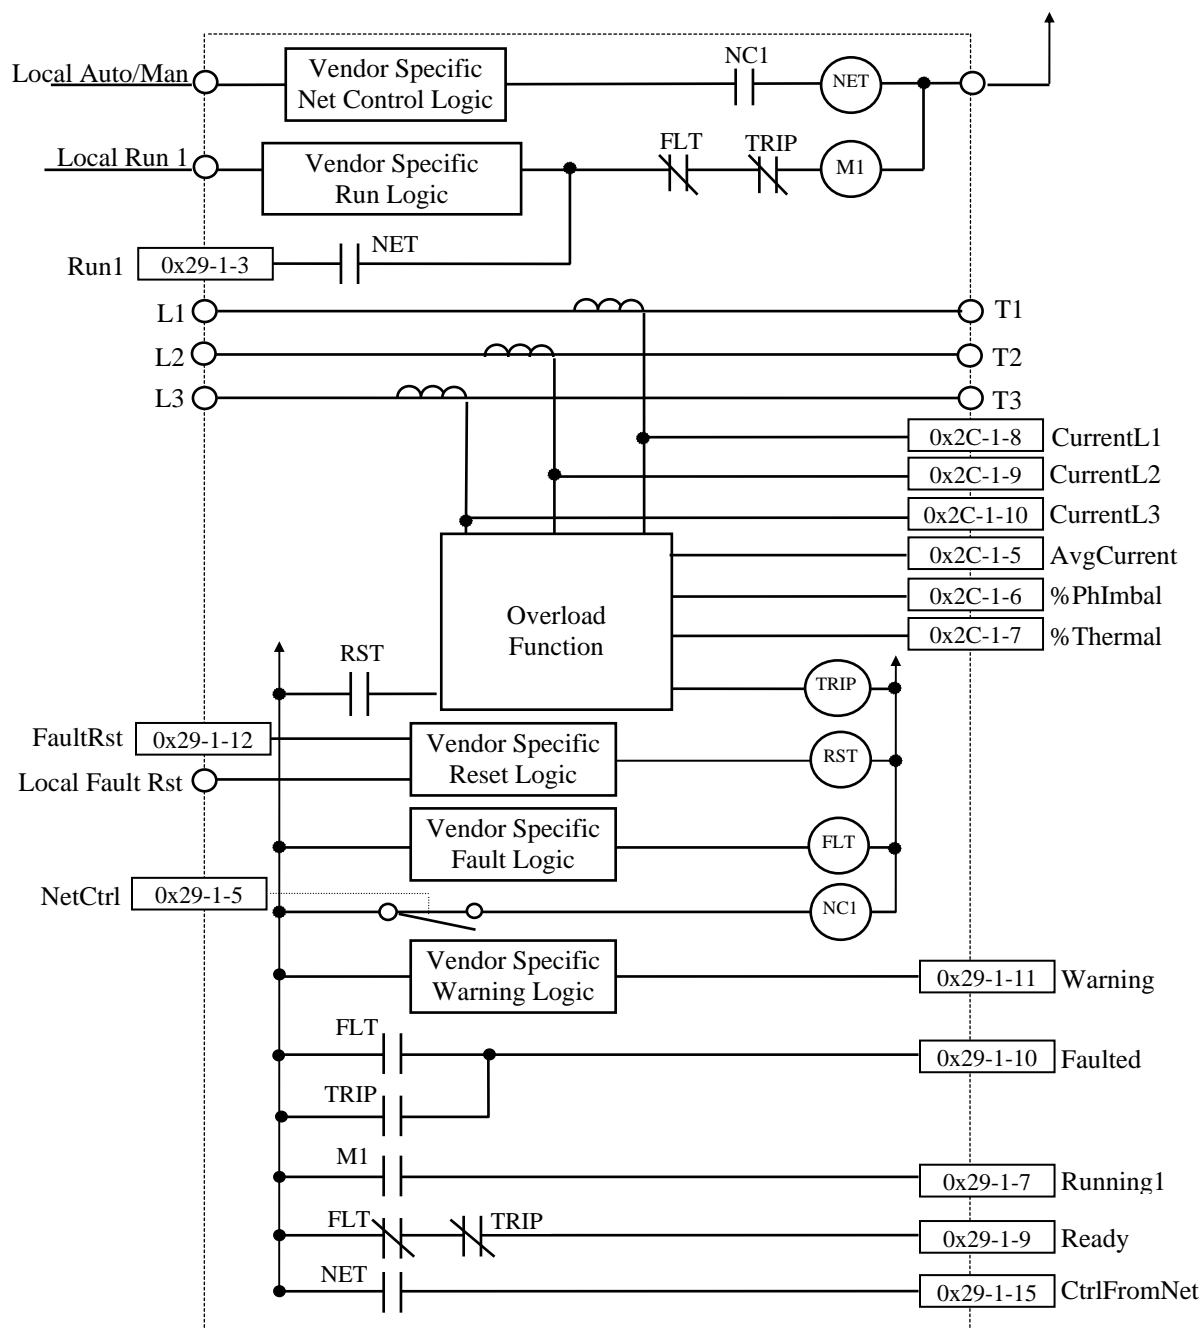 Local Auto/Man
Vendor Specific
Net Control Logic
NC1
NET
Local Run 1
Vendor Specific
Run Logic
FLT
TRIP
M1
Run1
0x29-1-3
NET
L1
T1
L2
T2
L3
T3
0x2C-1-8
CurrentL1
0x2C-1-9
CurrentL2
0x2C-1-10
CurrentL3
0x2C-1-5
AvgCurrent
0x2C-1-6
%PhImbal
0x2C-1-7
%Thermal
Overload
Function
RST
TRIP
FaultRst
0x29-1-12
Local Fault Rst
Vendor Specific
Reset Logic
RST
Vendor Specific
Fault Logic
FLT
NetCtrl
0x29-1-5
NC1
Vendor Specific
Warning Logic
0x29-1-11
Warning
FLT
0x29-1-10
Faulted
TRIP
M1
0x29-1-7
Running1
FLT
TRIP
0x29-1-9
Ready
NET
0x29-1-15
CtrlFromNet